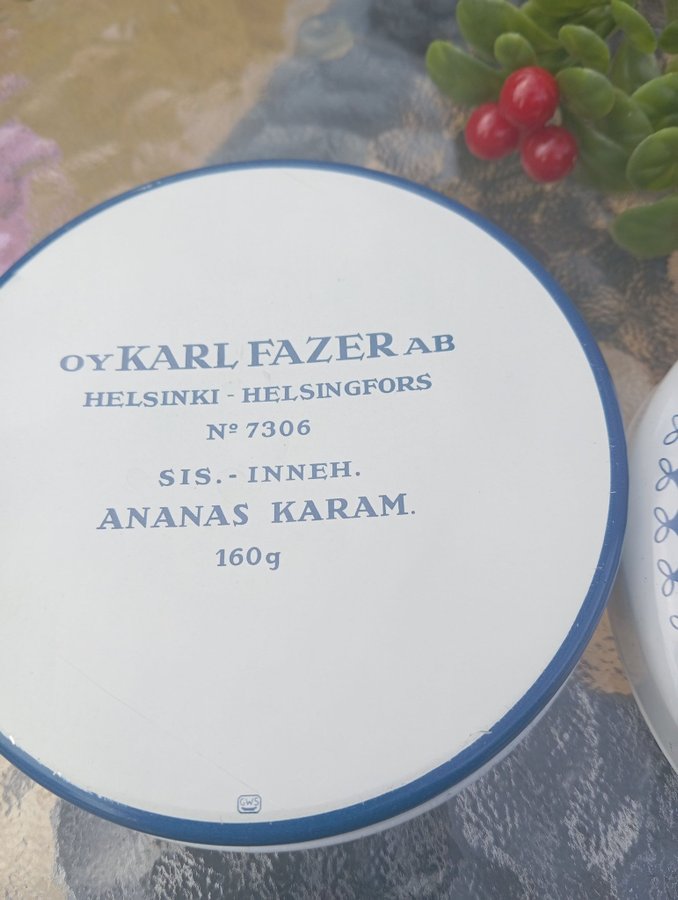 OY KARL FAZER AB
HELSINKI - HELSINGFORS
Nº 7306
SIS. - INNEH.
ANANAS KARAM.
160g
GWS